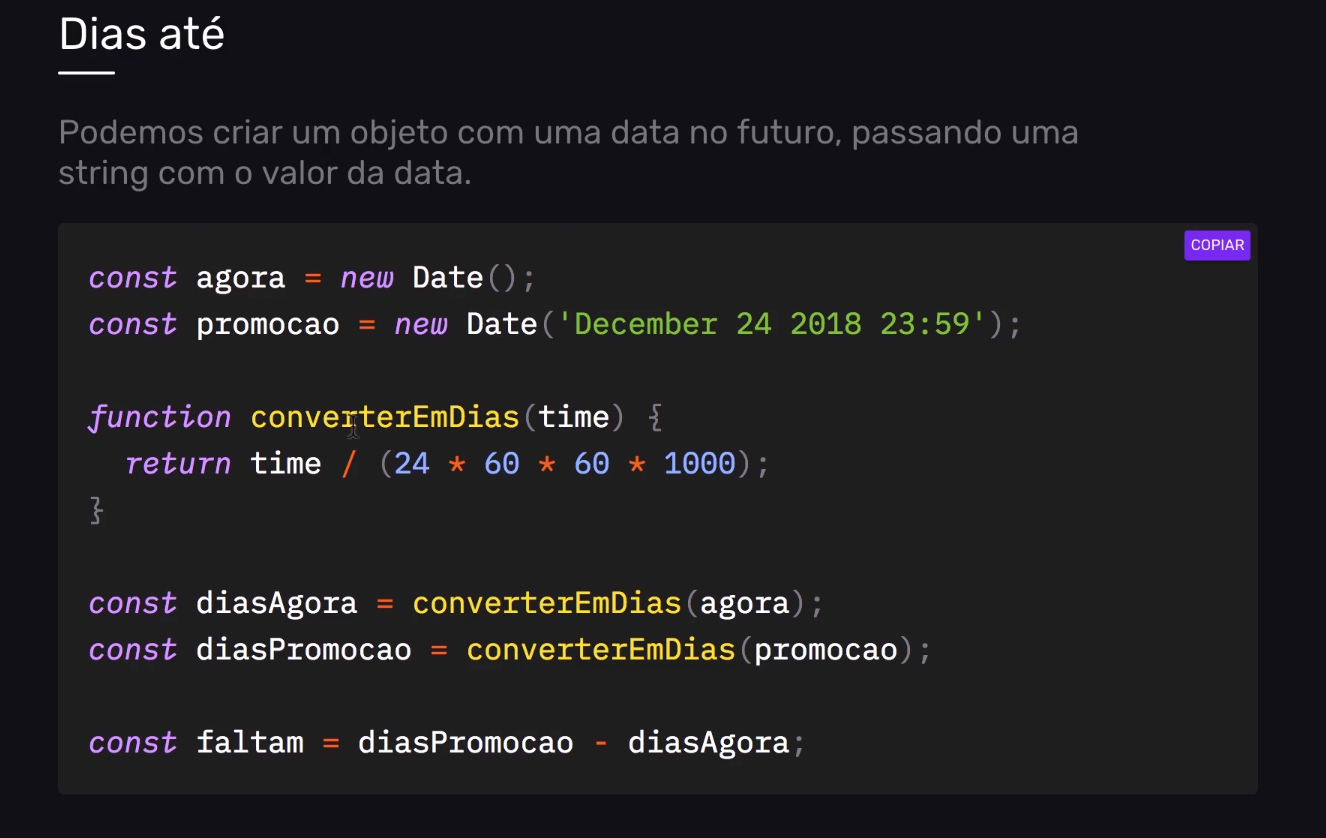 Dias até
Podemos criar um objeto com uma data no futuro, passando uma
string com o valor da data.
COPIAR
const agora = new Date();
const promocao = new Date('December 24 2018 23:59');
function converterEmDias(time) {
return time / (24 * 60 * 60 * 1000);
}
const diasAgora = converterEmDias(agora);
const diasPromocao = converterEmDias(promocao);
const faltam = diasPromocao - diasAgora;